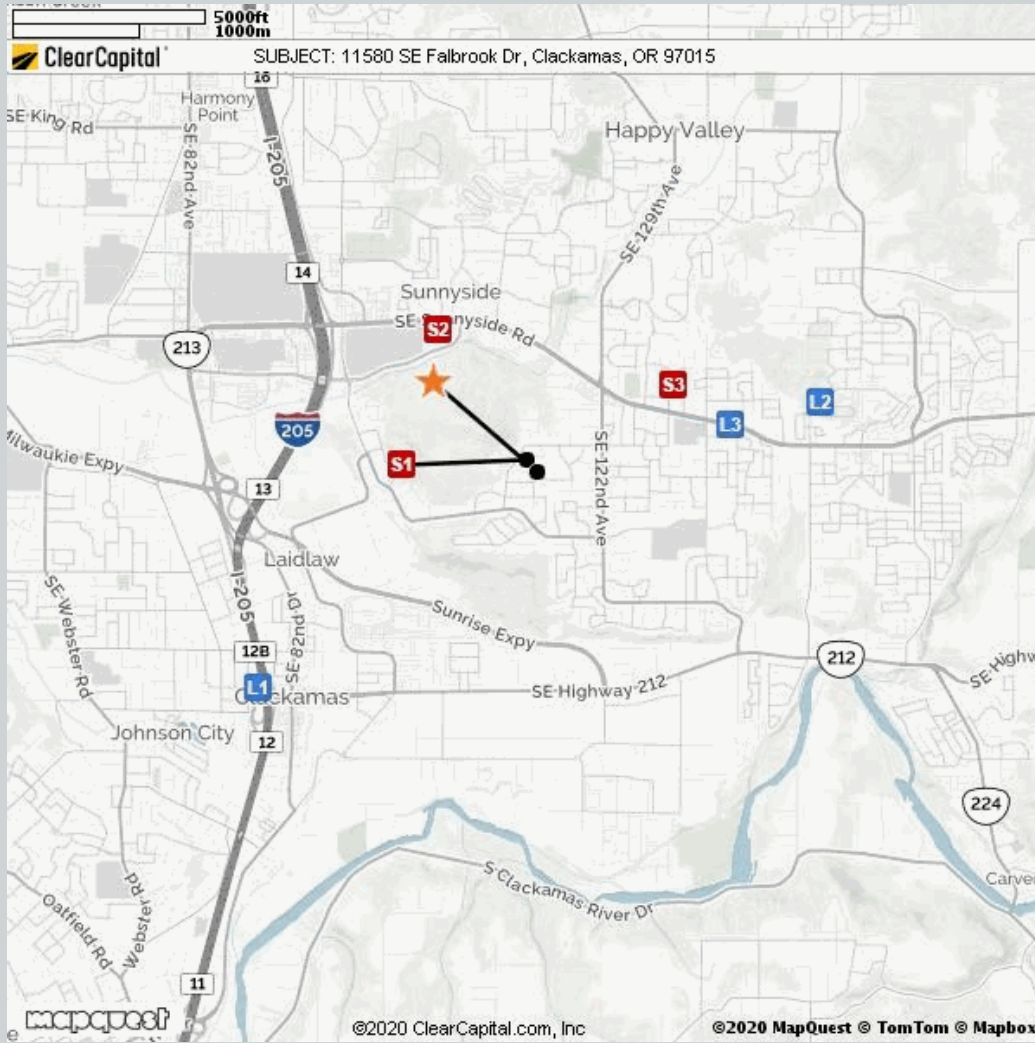 5000ft
1000m
ClearCapital
SUBJECT: 11580 SE Falbrook Dr, Clackamas, OR 97015
16
Harmony
Point
SE King Rd
SE 82nd Ave
I-205
Happy Valley
SE 129th Ave
14
Sunnyside
SE Sunnyside Rd
S2
213
S3
L2
L3
205
Milwaukie Expy
S1
SE 122nd Ave
13
Laidlaw
I-205
SE Webster Rd
SE 82nd Dr
Sunrise Expy
12B
L1
Clackamas
SE Highway 212
212
SE Highw
Johnson City
12
224
S Clackamas River Dr
Carver
Oatfield Rd
Webster Rd
11
mapquest
©2020 ClearCapital.com, Inc
©2020 MapQuest © TomTom © Mapbox